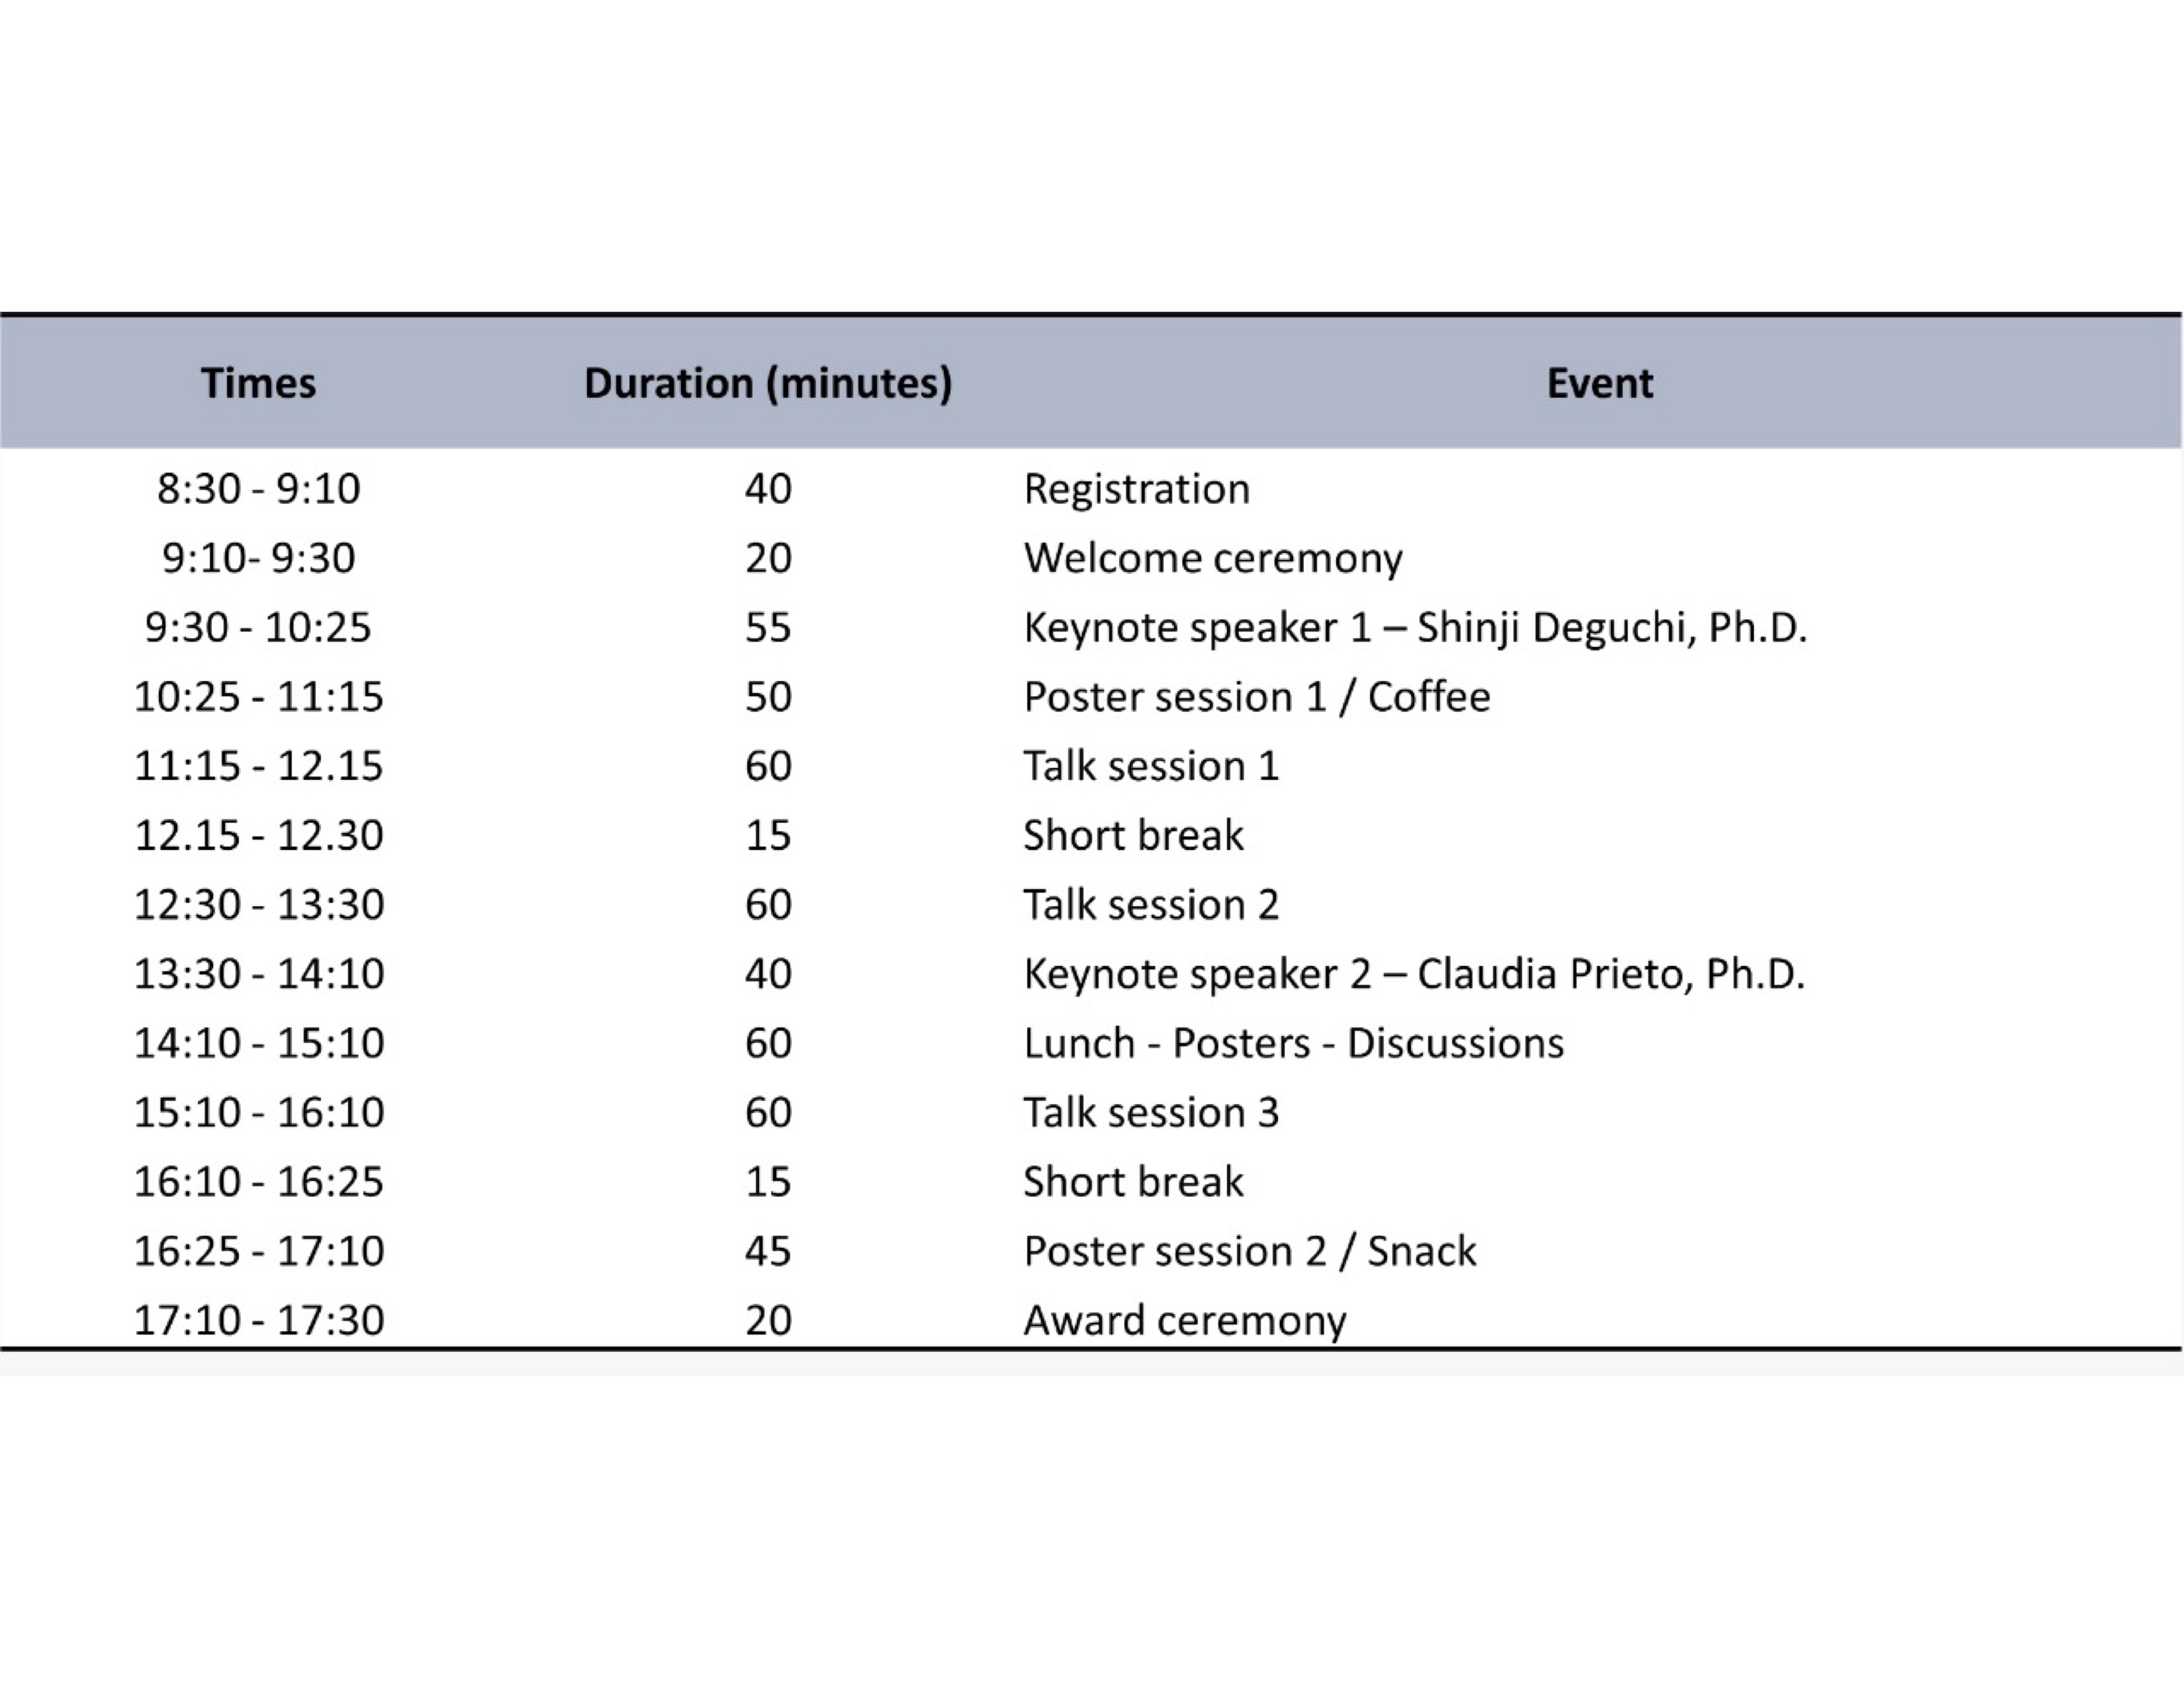 Times Duration (minutes) Event
8:30 - 9:10 40 Registration
9:10- 9:30 20 Welcome ceremony
9:30 - 10:25 55 Keynote speaker 1 – Shinji Deguchi, Ph.D.
10:25 - 11:15 50 Poster session 1 / Coffee
11:15 - 12.15 60 Talk session 1
12.15 - 12.30 15 Short break
12:30 - 13:30 60 Talk session 2
13:30 - 14:10 40 Keynote speaker 2 – Claudia Prieto, Ph.D.
14:10 - 15:10 60 Lunch - Posters - Discussions
15:10 - 16:10 60 Talk session 3
16:10 - 16:25 15 Short break
16:25 - 17:10 45 Poster session 2 / Snack
17:10 - 17:30 20 Award ceremony